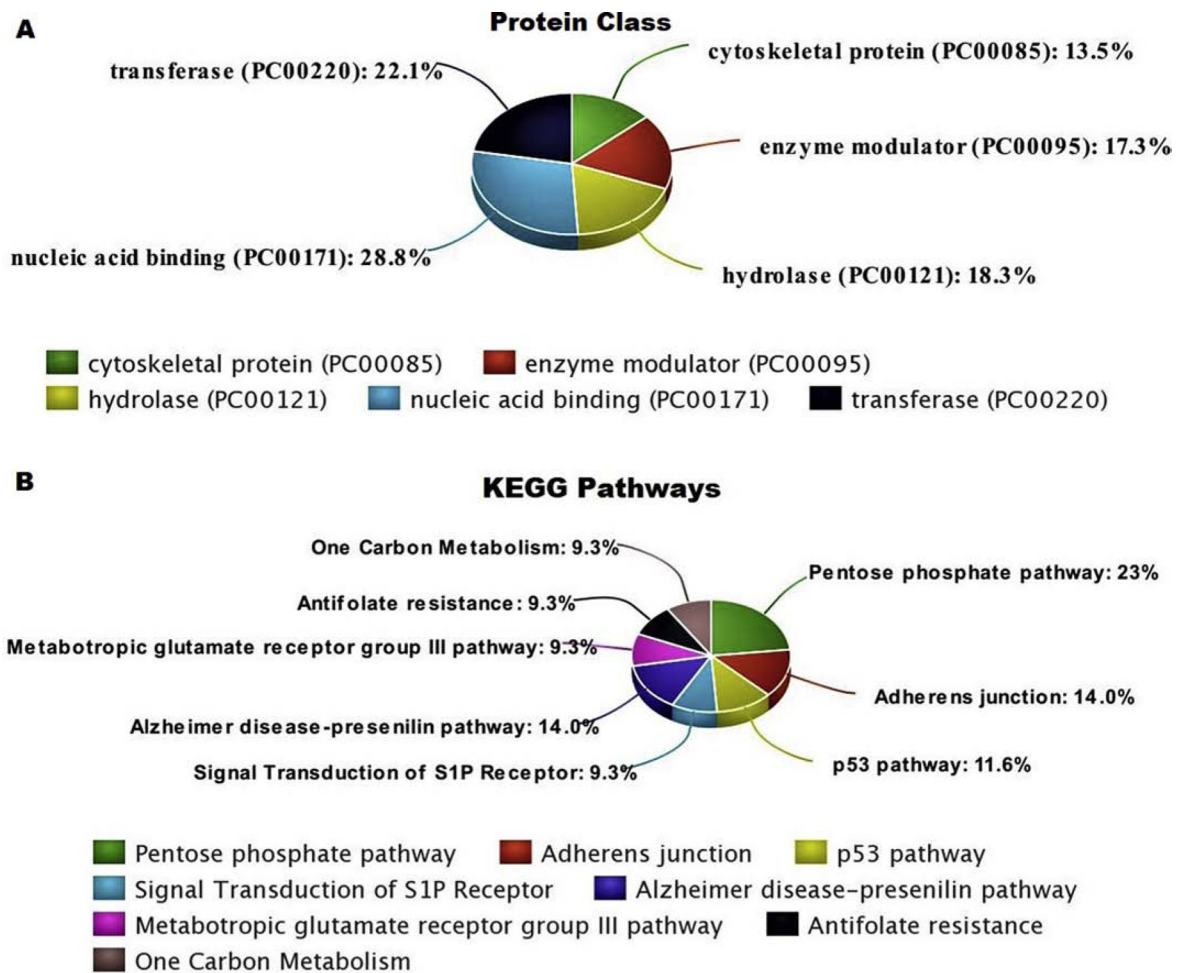 A
Protein Class
cytoskeletal protein (PC00085): 13.5%
transferase (PC00220): 22.1%
enzyme modulator (PC00095): 17.3%
nucleic acid binding (PC00171): 28.8%
hydrolase (PC00121): 18.3%
cytoskeletal protein (PC00085) enzyme modulator (PC00095)
hydrolase (PC00121) nucleic acid binding (PC00171) transferase (PC00220)
B
KEGG Pathways
One Carbon Metabolism: 9.3%
Pentose phosphate pathway: 23%
Antifolate resistance: 9.3%
Metabotropic glutamate receptor group III pathway: 9.3%
Adherens junction: 14.0%
Alzheimer disease-presenilin pathway: 14.0%
p53 pathway: 11.6%
Signal Transduction of S1P Receptor: 9.3%
Pentose phosphate pathway Adherens junction p53 pathway
Signal Transduction of S1P Receptor Alzheimer disease-presenilin pathway
Metabotropic glutamate receptor group III pathway Antifolate resistance
One Carbon Metabolism